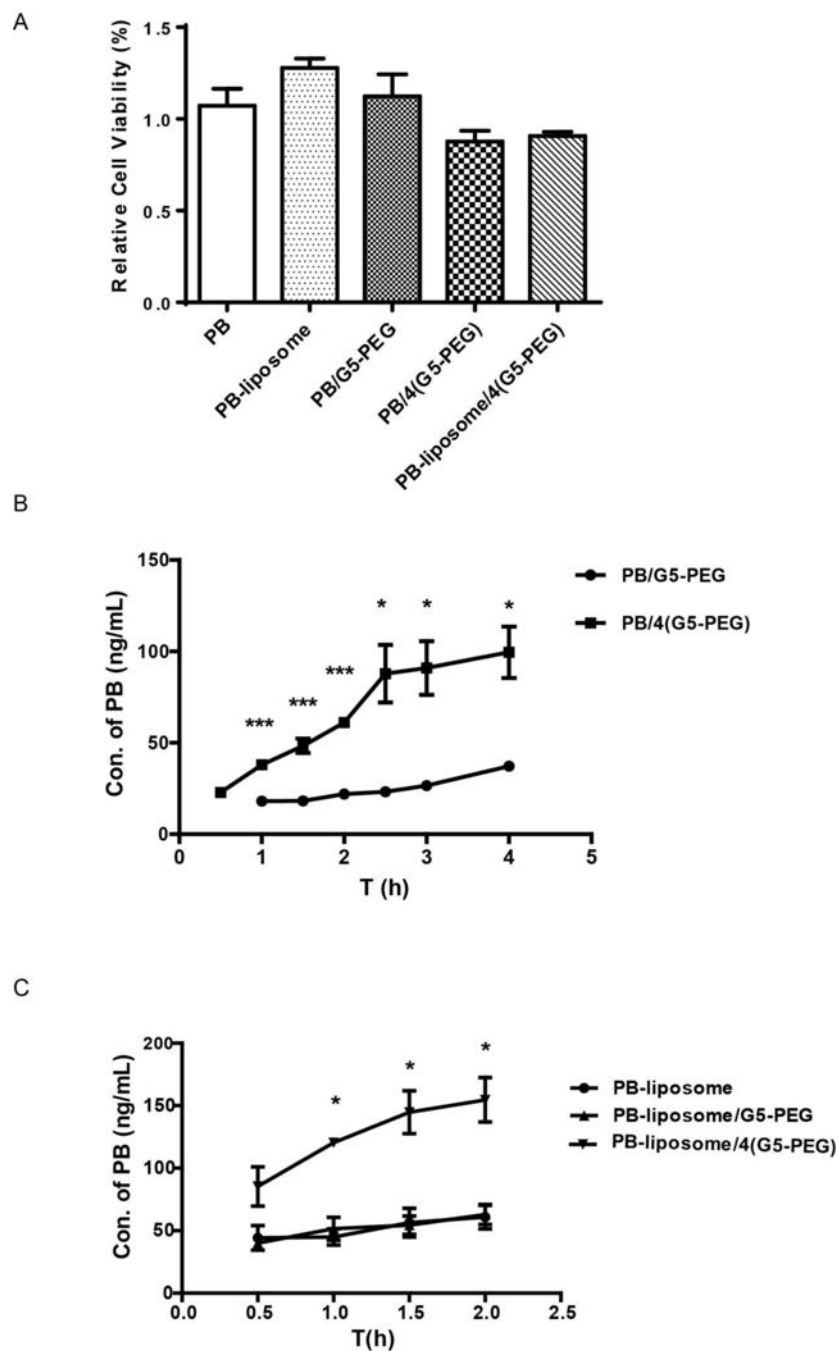 A
Relative Cell Viability (%)
1.5
1.0
0.5
0.0
PB
PB-liposome
PB/G5-PEG
PB/4(G5-PEG)
PB-liposome/4(G5-PEG)
B
Con. of PB (ng/mL)
150
100
50
0
0 1 2 3 4 5
T (h)
*** *** *** * * *
PB/G5-PEG
PB/4(G5-PEG)
C
Con. of PB (ng/mL)
200
150
100
50
0
0.0 0.5 1.0 1.5 2.0 2.5
T(h)
* * *
PB-liposome
PB-liposome/G5-PEG
PB-liposome/4(G5-PEG)